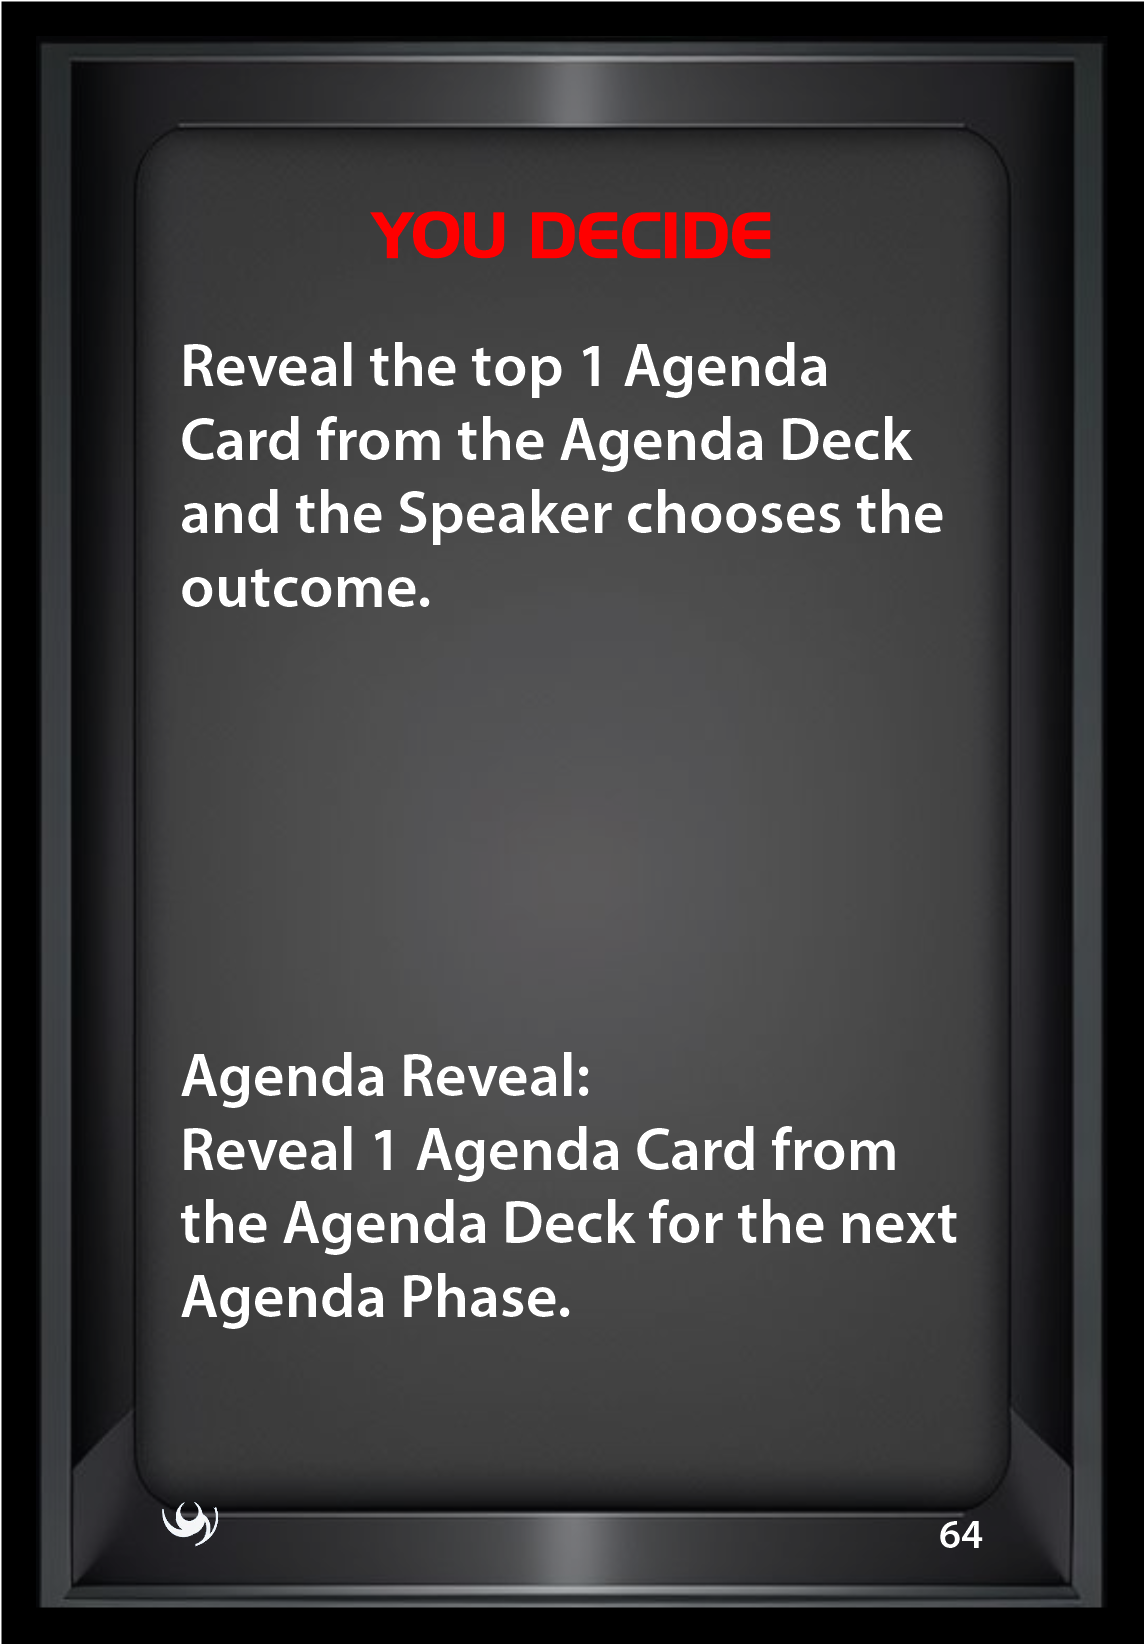 YOU DECIDE
Reveal the top 1 Agenda
Card from the Agenda Deck
and the Speaker chooses the
outcome.
Agenda Reveal:
Reveal 1 Agenda Card from
the Agenda Deck for the next
Agenda Phase.
64